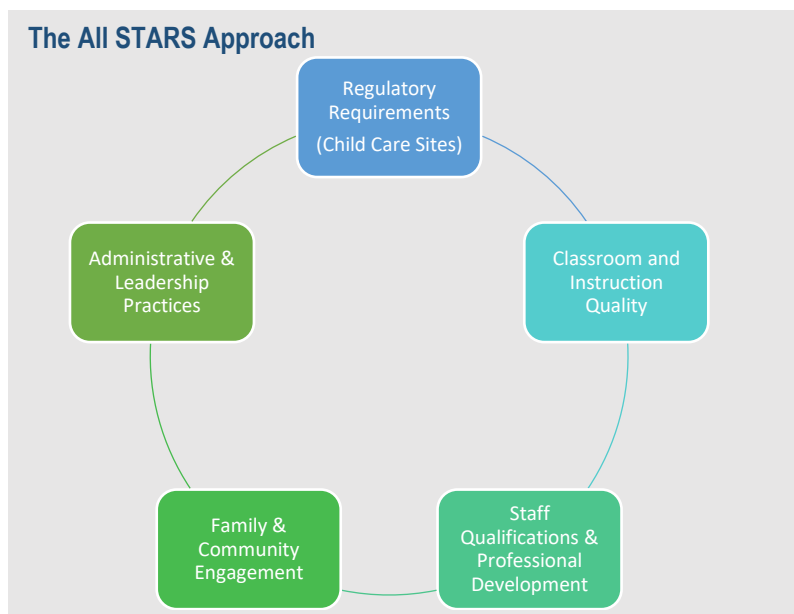 The All STARS Approach
Regulatory
Requirements
(Child Care Sites)
Classroom and
Instruction
Quality
Staff
Qualifications &
Professional
Development
Family &
Community
Engagement
Administrative &
Leadership
Practices